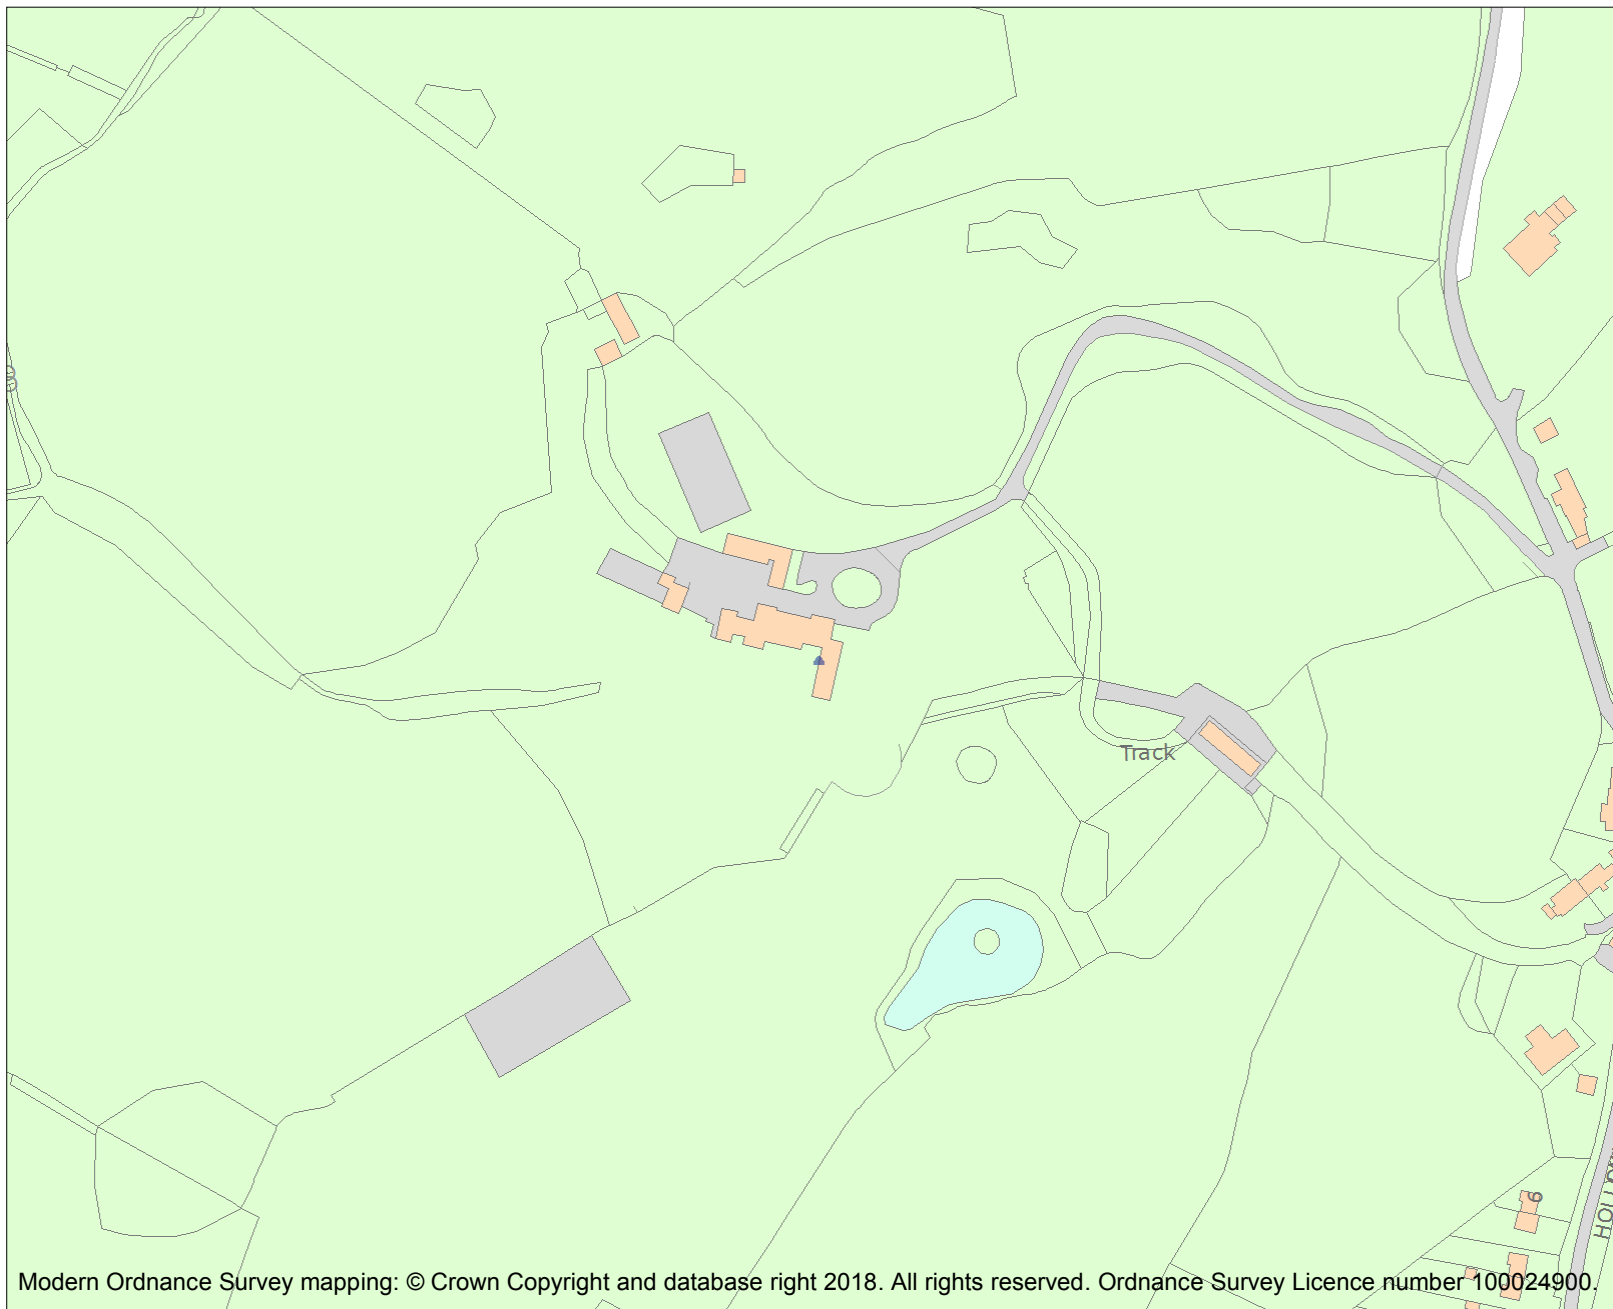 Track
6
Modern Ordnance Survey mapping: © Crown Copyright and database right 2018. All rights reserved. Ordnance Survey Licence number 100024900.